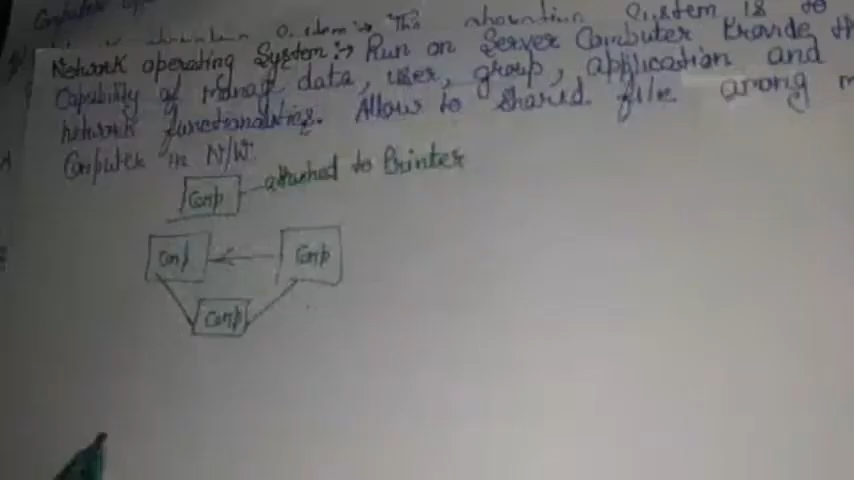 Network operating System :→ Run on Server Computer Provide the
Capability of manage data, user, group, application and
network functionalities. Allow to shared file among
Computer in N/W.
Comp attached to Printer
Comp Comp
Comp